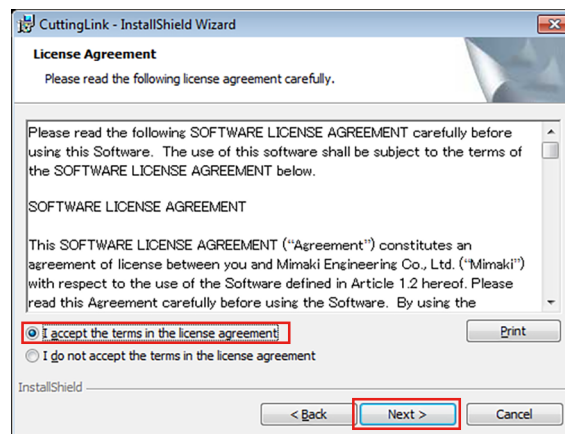 CuttingLink - InstallShield Wizard
License Agreement
Please read the following license agreement carefully.
Please read the following SOFTWARE LICENSE AGREEMENT carefully before
using this Software. The use of this software shall be subject to the terms of
the SOFTWARE LICENSE AGREEMENT below.
SOFTWARE LICENSE AGREEMENT
This SOFTWARE LICENSE AGREEMENT (“Agreement”) constitutes an
agreement of license between you and Mimaki Engineering Co., Ltd. (“Mimaki”)
with respect to the use of the Software defined in Article 1.2 hereof. Please
read this Agreement carefully before using the Software. By using the
I accept the terms in the license agreement
Print
I do not accept the terms in the license agreement
InstallShield
< Back
Next >
Cancel